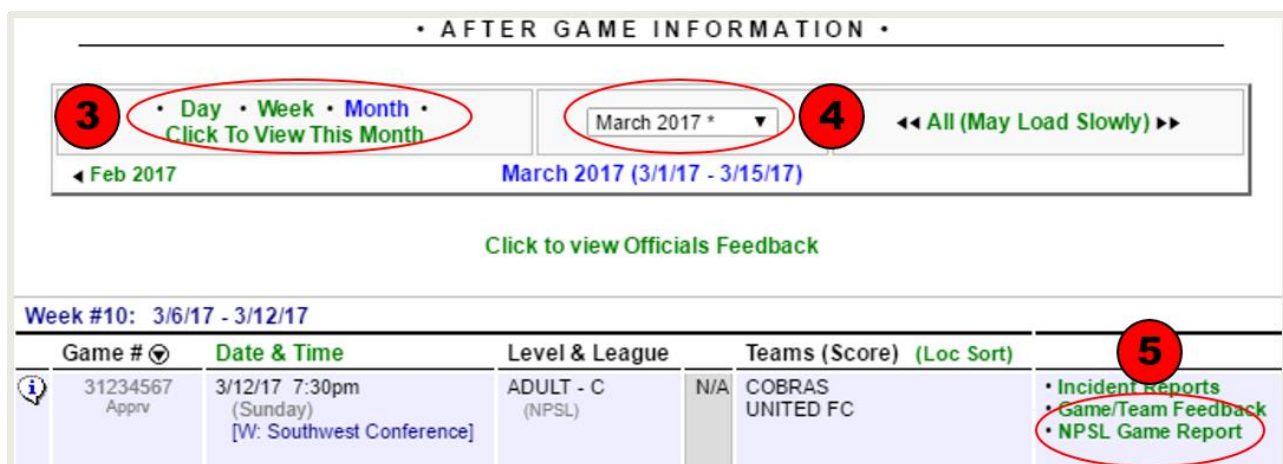 • AFTER GAME INFORMATION •
3 • Day • Week • Month • March 2017 * ▼ 4 ◄◄ All (May Load Slowly) ►►
Click To View This Month
◄ Feb 2017 March 2017 (3/1/17 - 3/15/17)
Click to view Officials Feedback
Week #10: 3/6/17 - 3/12/17
Game # Date & Time Level & League Teams (Score) (Loc Sort) 5
31234567 3/12/17 7:30pm ADULT - C N/A COBRAS • Incident Reports
Apprv (Sunday) (NPSL) UNITED FC • Game/Team Feedback
[W: Southwest Conference] • NPSL Game Report